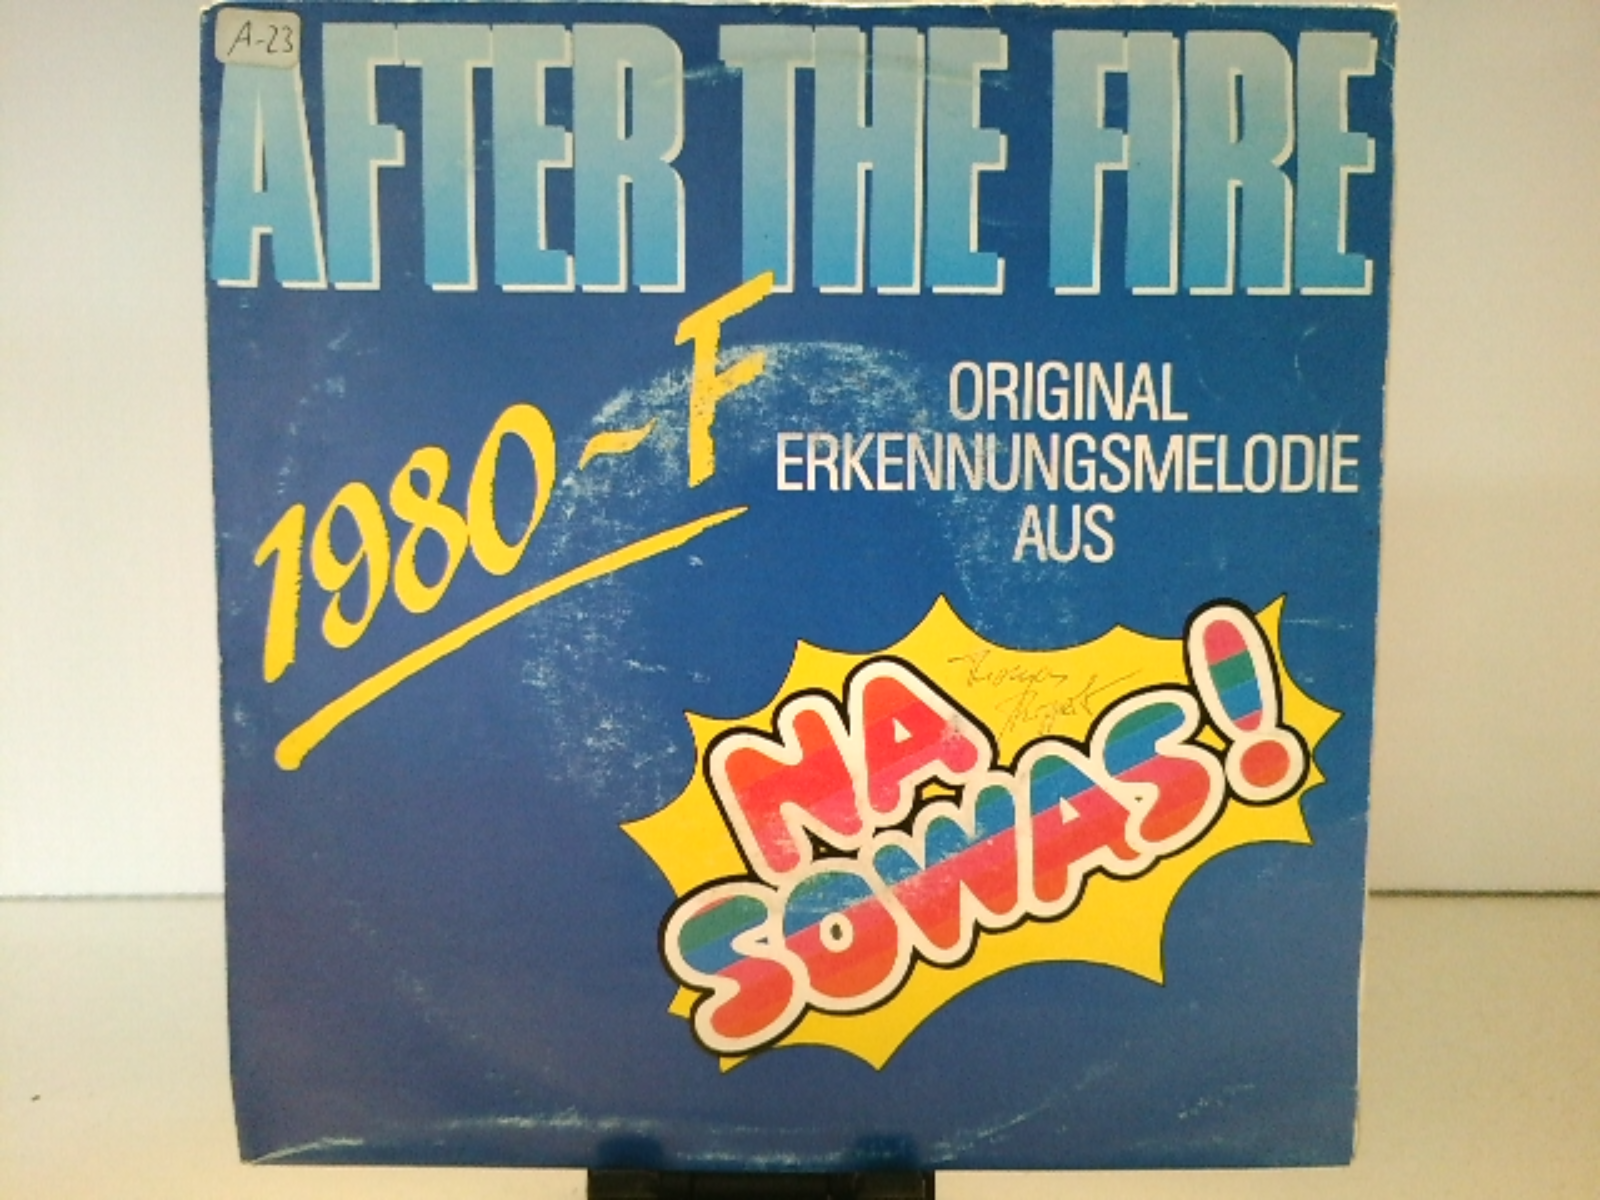 A-23
AFTER THE FIRE
1980-F
ORIGINAL
ERKENNUNGSMELODIE
AUS
NA
SOWAS!